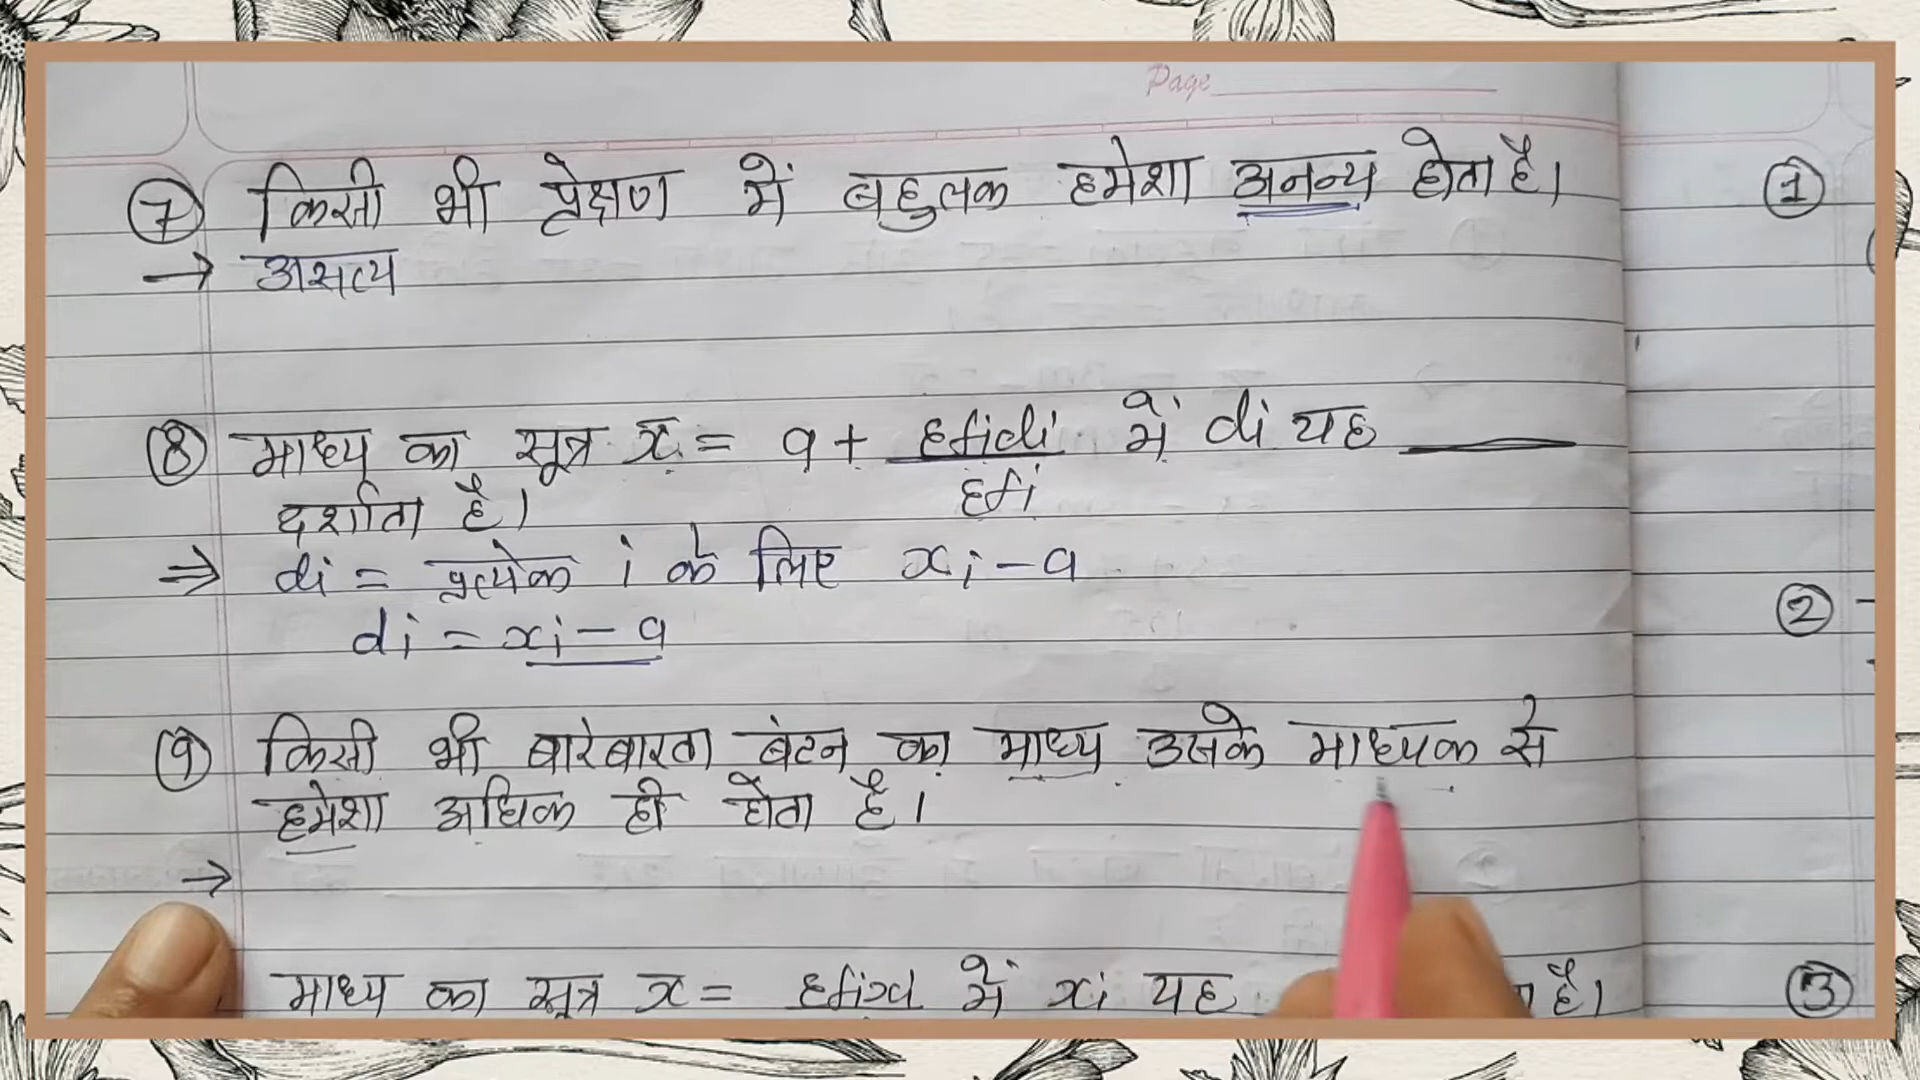 Page
⑦ किसी भी प्रेक्षण में बहुलक हमेशा अनन्य होता है।
→ असत्य
⑧ माध्य का सूत्र x̄ = a + Σfidi / Σfi में di यह ______
दर्शाता है।
⇒ di = प्रत्येक i के लिए xi - a
di = xi - a
⑨ किसी भी बारंबारता बंटन का माध्य उसके माध्यक से
हमेशा अधिक ही होता है।
→
माध्य का सूत्र x = Σfixi में xi यह है।
①
②
③